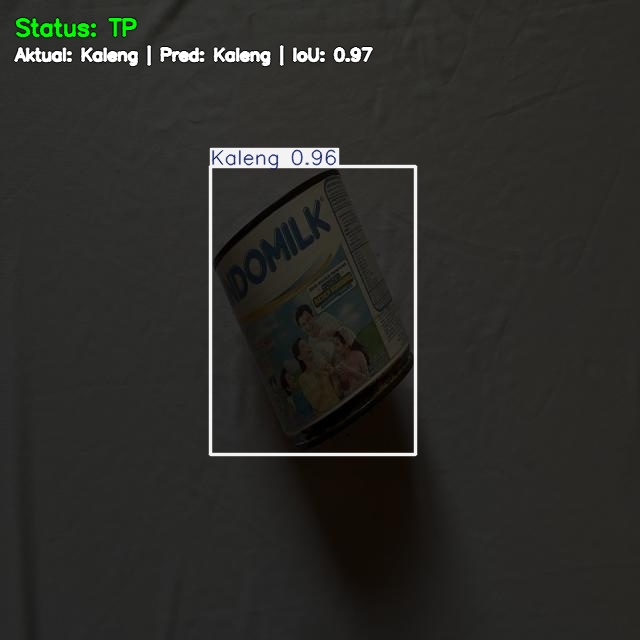 Status: TP
Aktual: Kaleng | Pred: Kaleng | IoU: 0.97
Kaleng 0.96
DOMILK